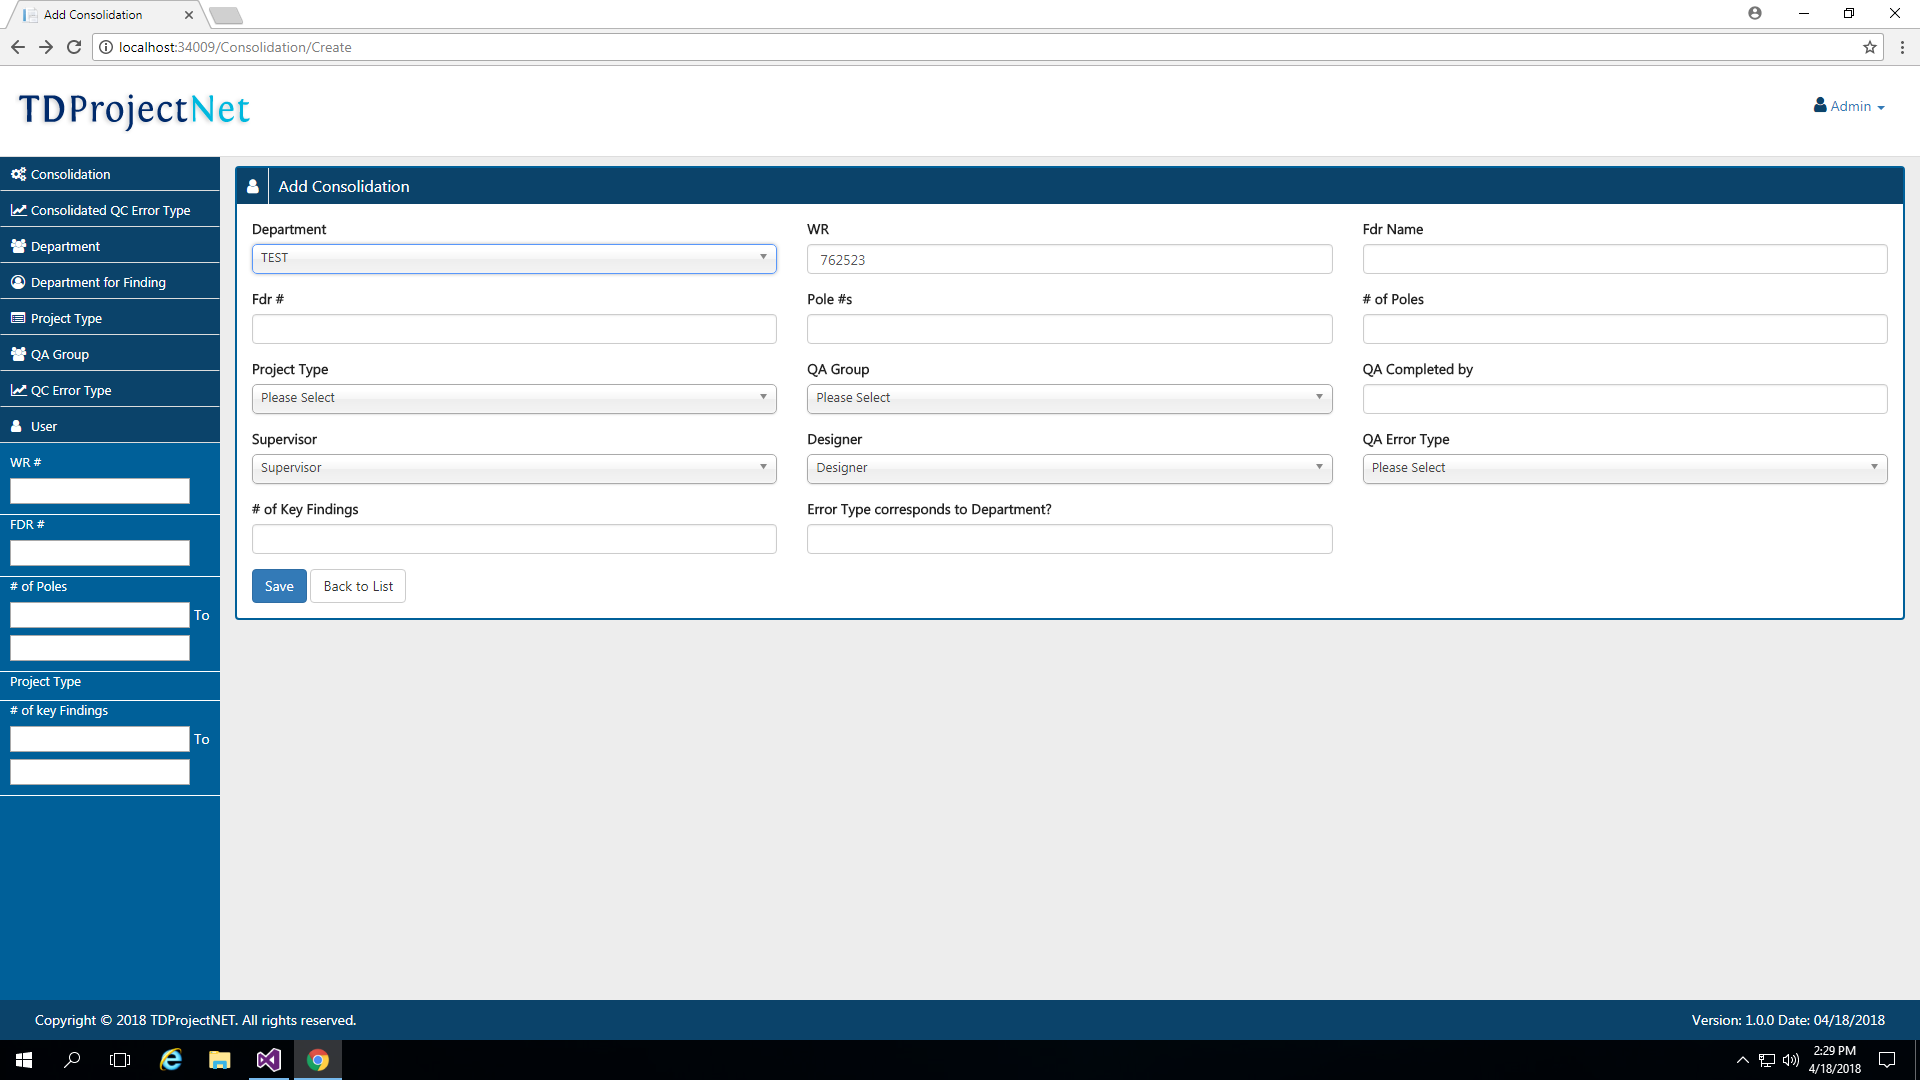 Add Consolidation
localhost:34009/Consolidation/Create
TDProjectNet
Admin
Consolidation
Consolidated QC Error Type
Department
Department for Finding
Project Type
QA Group
QC Error Type
User
WR #
FDR #
# of Poles
To
Project Type
# of key Findings
To
Add Consolidation
Department
WR
Fdr Name
TEST
762523
Fdr #
Pole #s
# of Poles
Project Type
QA Group
QA Completed by
Please Select
Please Select
Supervisor
Designer
QA Error Type
Supervisor
Designer
Please Select
# of Key Findings
Error Type corresponds to Department?
Save
Back to List
Copyright © 2018 TDProjectNET. All rights reserved.
Version: 1.0.0 Date: 04/18/2018
2:29 PM
4/18/2018